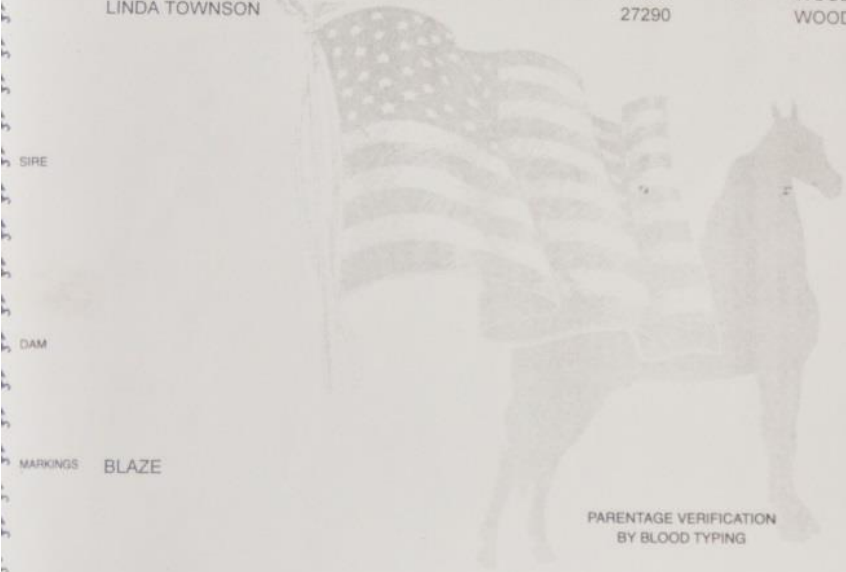 LINDA TOWNSON
27290
SIRE
DAM
MARKINGS BLAZE
PARENTAGE VERIFICATION
BY BLOOD TYPING